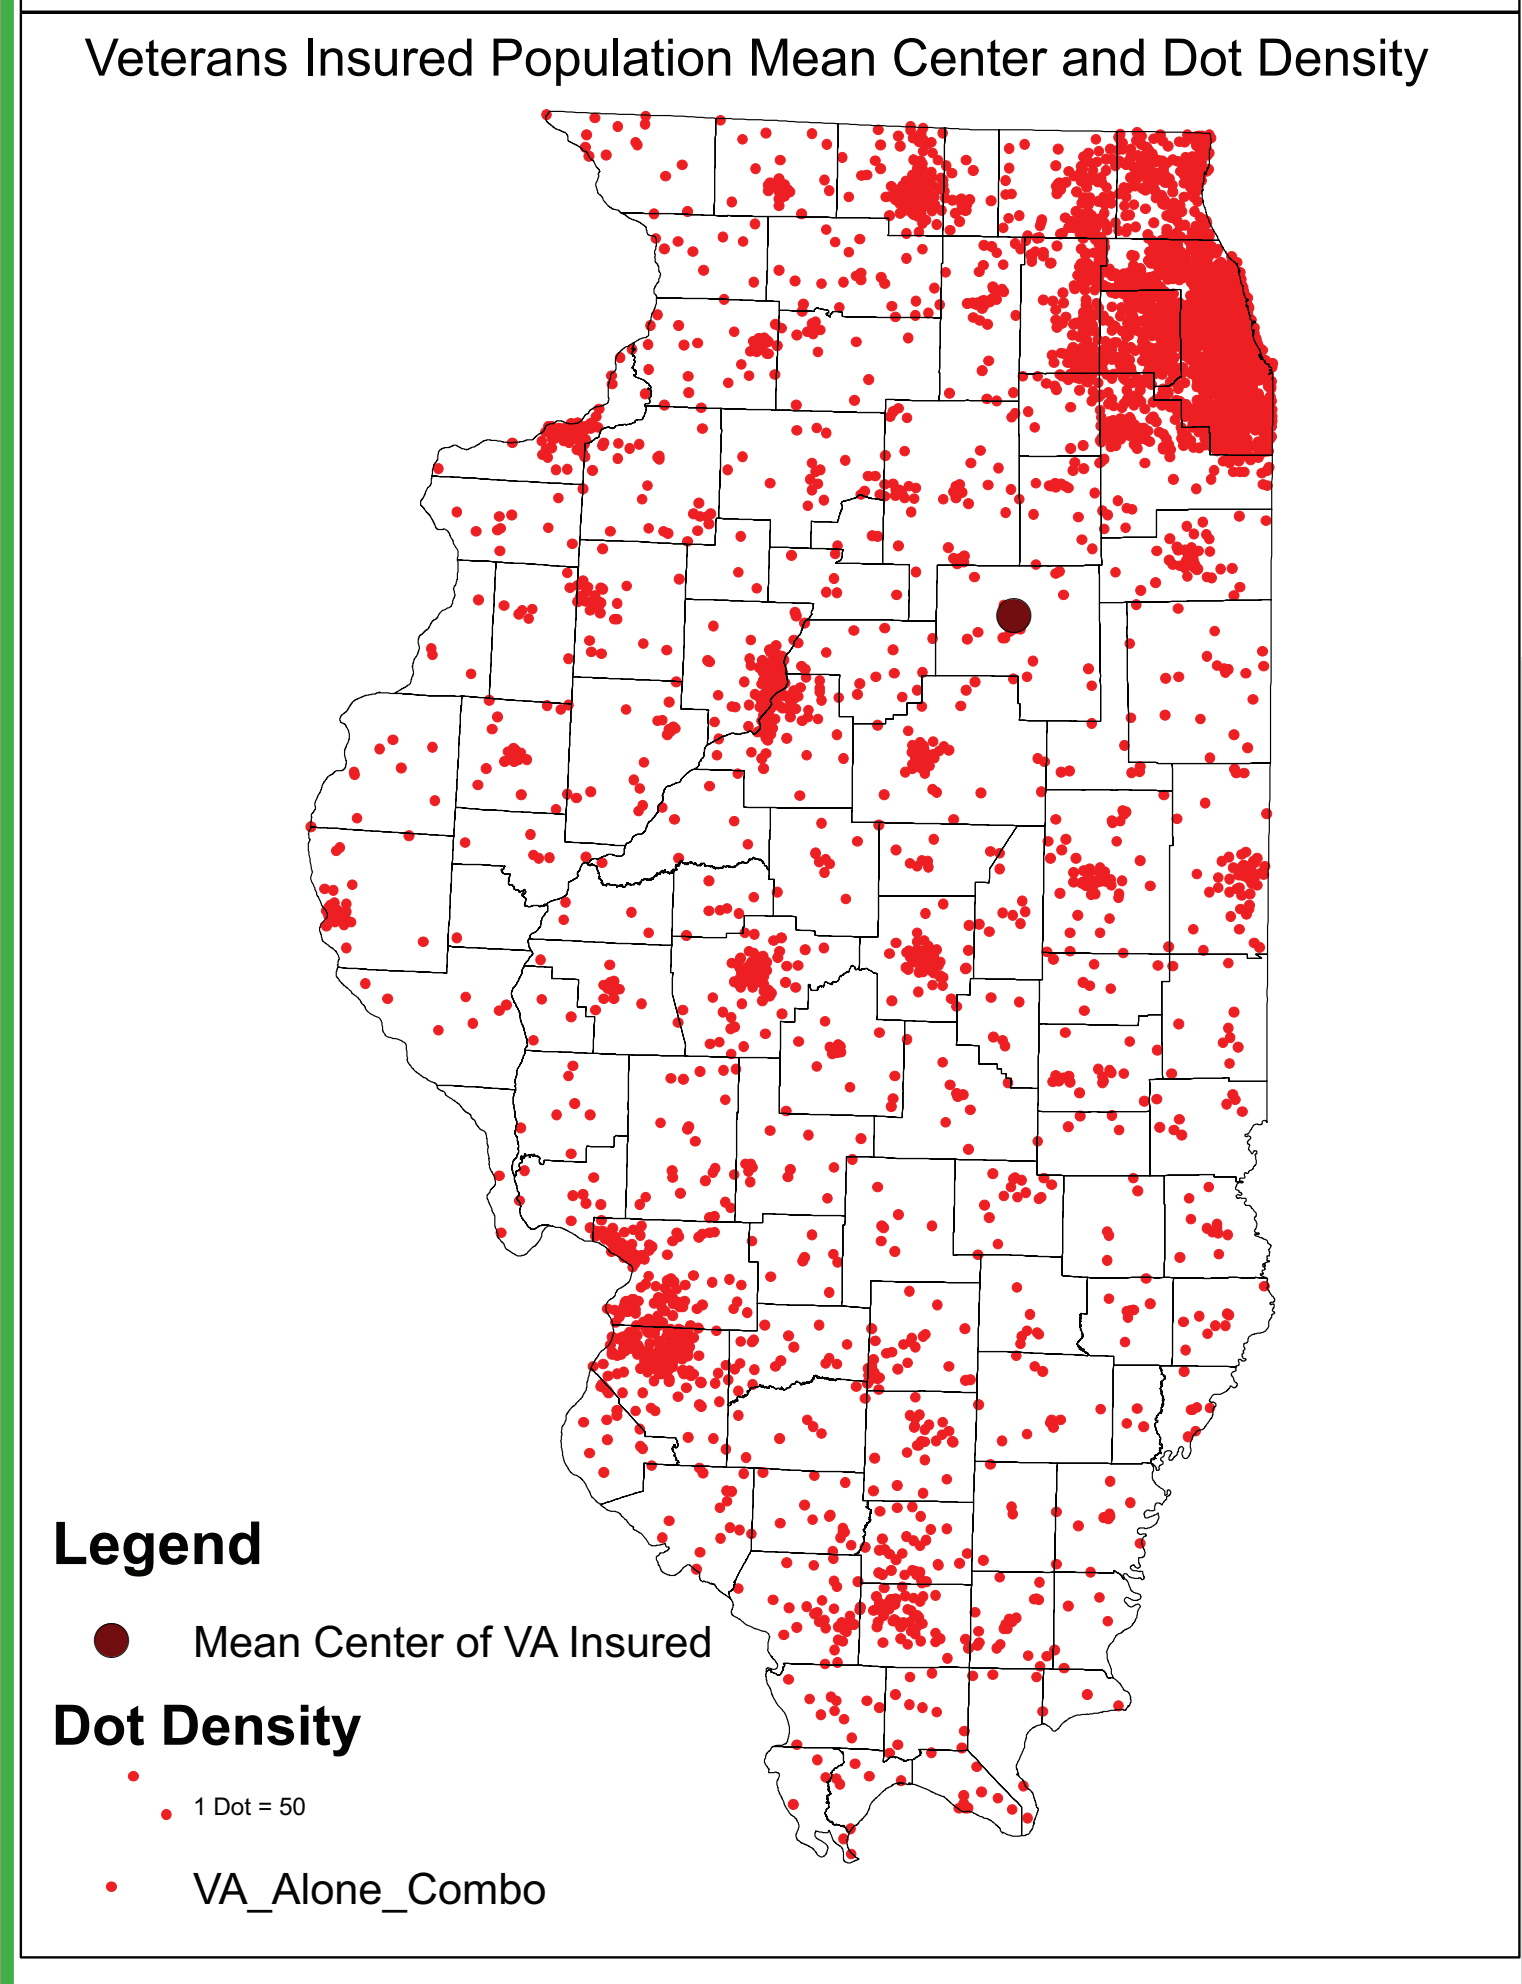 Veterans Insured Population Mean Center and Dot Density
Legend
Mean Center of VA Insured
Dot Density
1 Dot = 50
VA_Alone_Combo